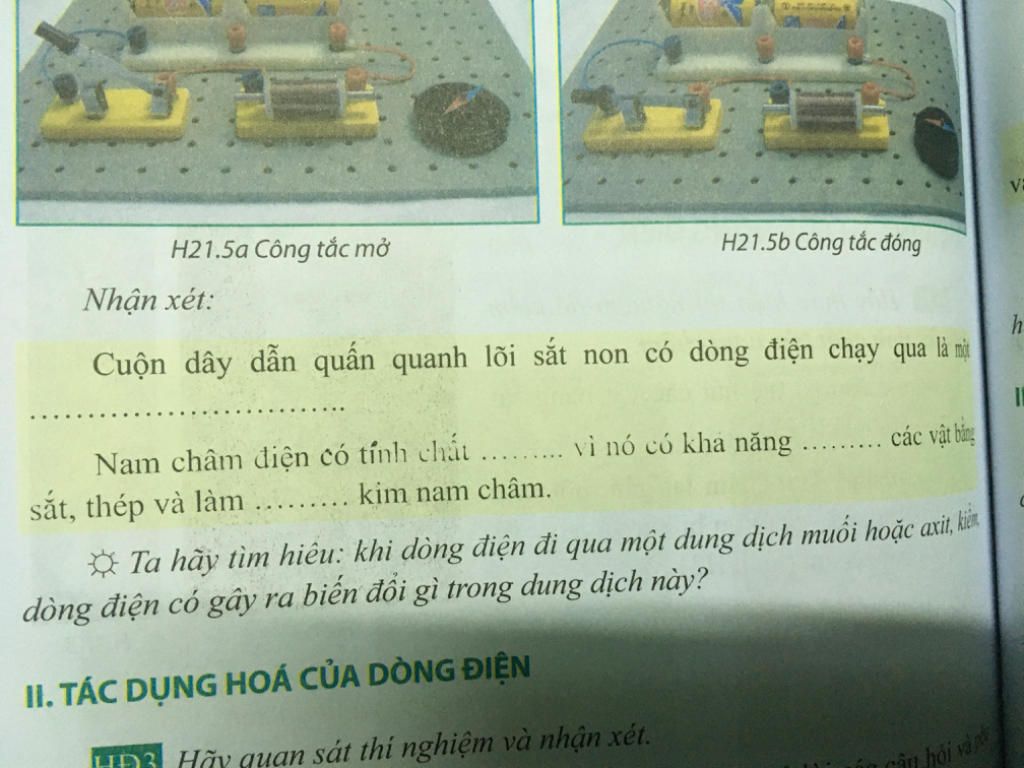 H21.5a Công tắc mở
H21.5b Công tắc đóng
Nhận xét:
Cuộn dây dẫn quấn quanh lõi sắt non có dòng điện chạy qua là một
................................
Nam châm điện có tính chất ......... vì nó có khả năng ......... các vật bằng
sắt, thép và làm ......... kim nam châm.
Ta hãy tìm hiểu: khi dòng điện đi qua một dung dịch muối hoặc axit, kiềm,
dòng điện có gây ra biến đổi gì trong dung dịch này?
II. TÁC DỤNG HOÁ CỦA DÒNG ĐIỆN
HĐ3 Hãy quan sát thí nghiệm và nhận xét.
câu hỏi và